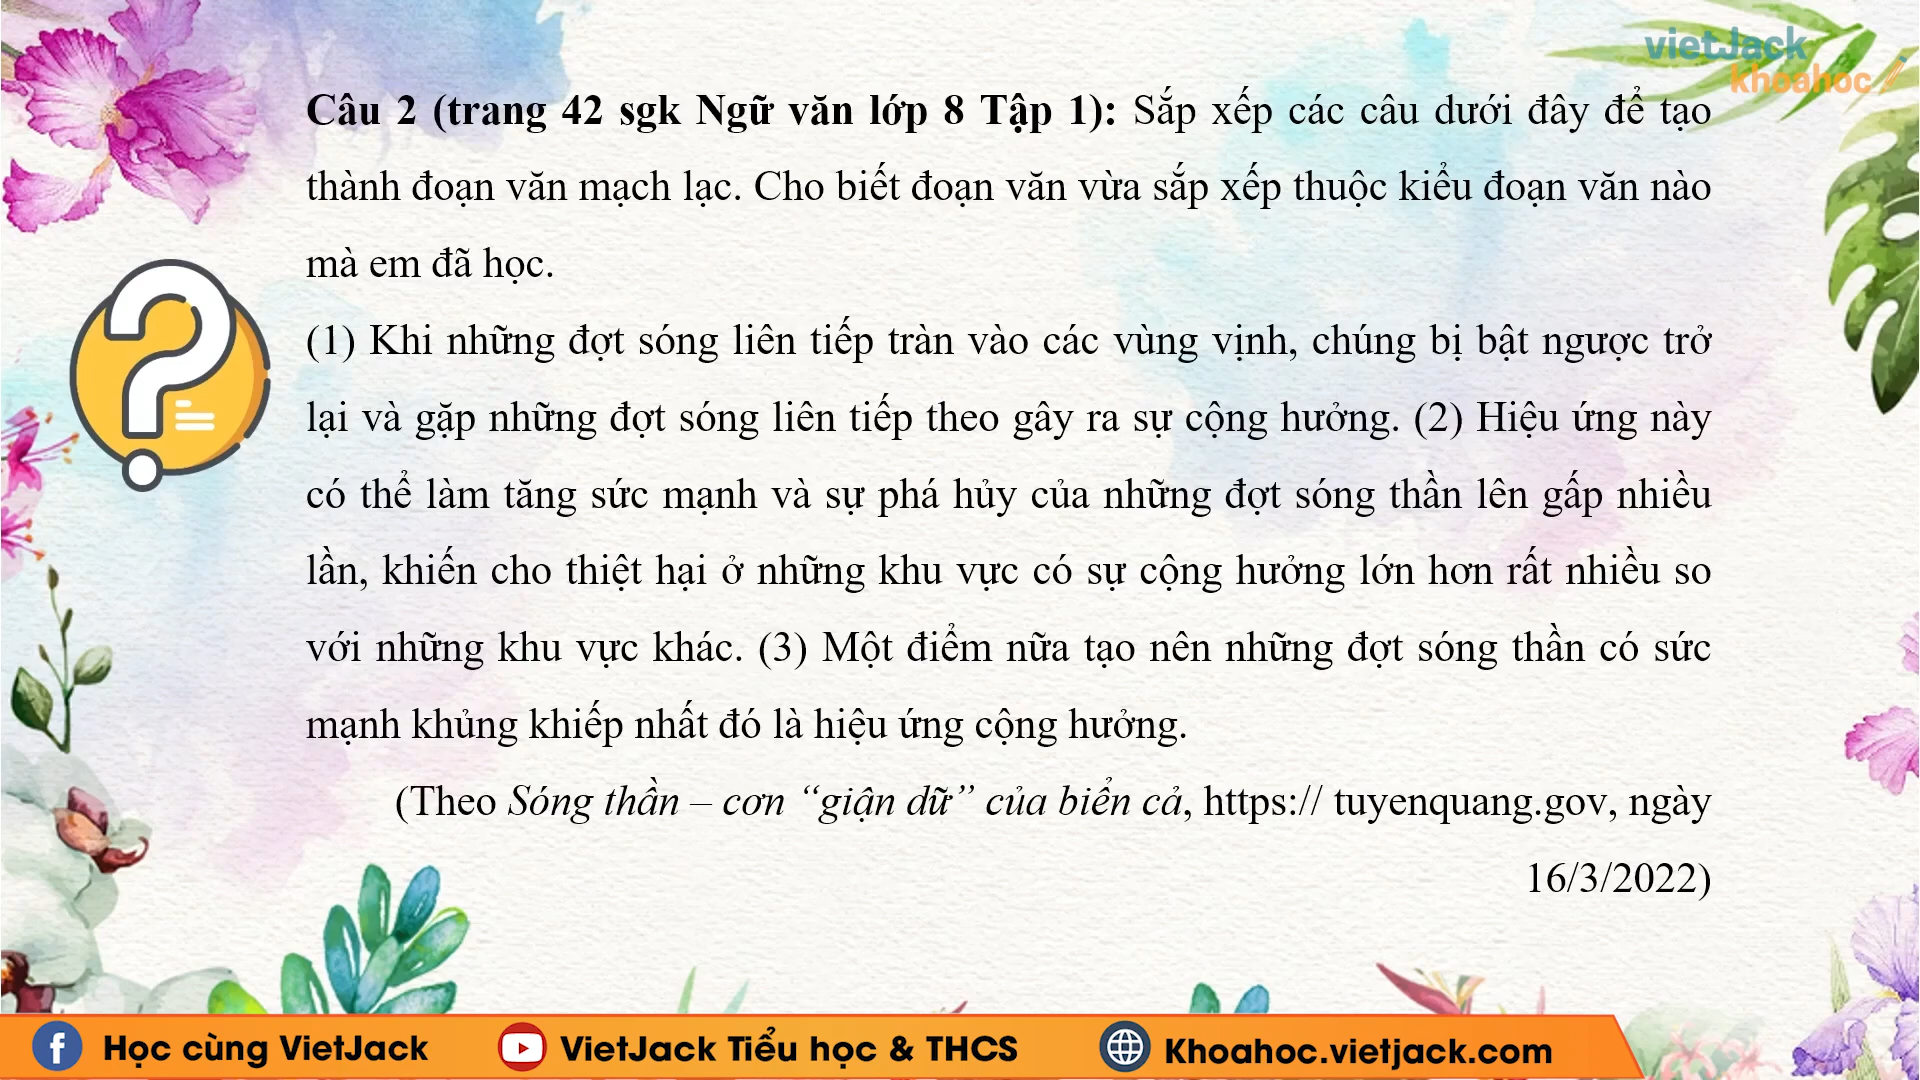 vietJack
khoahoc
Câu 2 (trang 42 sgk Ngữ văn lớp 8 Tập 1): Sắp xếp các câu dưới đây để tạo
thành đoạn văn mạch lạc. Cho biết đoạn văn vừa sắp xếp thuộc kiểu đoạn văn nào
mà em đã học.
(1) Khi những đợt sóng liên tiếp tràn vào các vùng vịnh, chúng bị bật ngược trở
lại và gặp những đợt sóng liên tiếp theo gây ra sự cộng hưởng. (2) Hiệu ứng này
có thể làm tăng sức mạnh và sự phá hủy của những đợt sóng thần lên gấp nhiều
lần, khiến cho thiệt hại ở những khu vực có sự cộng hưởng lớn hơn rất nhiều so
với những khu vực khác. (3) Một điểm nữa tạo nên những đợt sóng thần có sức
mạnh khủng khiếp nhất đó là hiệu ứng cộng hưởng.
(Theo Sóng thần – cơn “giận dữ” của biển cả, https:// tuyenquang.gov, ngày
16/3/2022)
Học cùng VietJack
VietJack Tiểu học & THCS
Khoahoc.vietjack.com